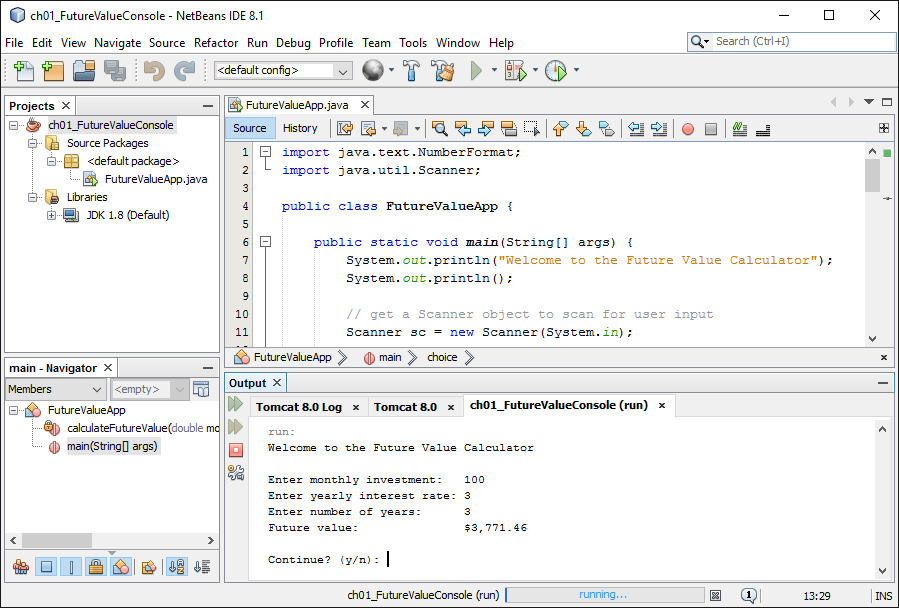 ch01_FutureValueConsole - NetBeans IDE 8.1
File Edit View Navigate Source Refactor Run Debug Profile Team Tools Window Help
Search (Ctrl+I)
<default config>
Projects
ch01_FutureValueConsole
Source Packages
<default package>
FutureValueApp.java
Libraries
JDK 1.8 (Default)
FutureValueApp.java
Source History
1 import java.text.NumberFormat;
2 import java.util.Scanner;
3
4 public class FutureValueApp {
5
6 public static void main(String[] args) {
7 System.out.println("Welcome to the Future Value Calculator");
8 System.out.println();
9
10 // get a Scanner object to scan for user input
11 Scanner sc = new Scanner(System.in);
FutureValueApp main choice
main - Navigator
Members <empty>
FutureValueApp
calculateFutureValue(double mo
main(String[] args)
Output
Tomcat 8.0 Log Tomcat 8.0 ch01_FutureValueConsole (run)
run:
Welcome to the Future Value Calculator
Enter monthly investment: 100
Enter yearly interest rate: 3
Enter number of years: 3
Future value: $3,771.46
Continue? (y/n):
ch01_FutureValueConsole (run) running... 1 13:29 INS